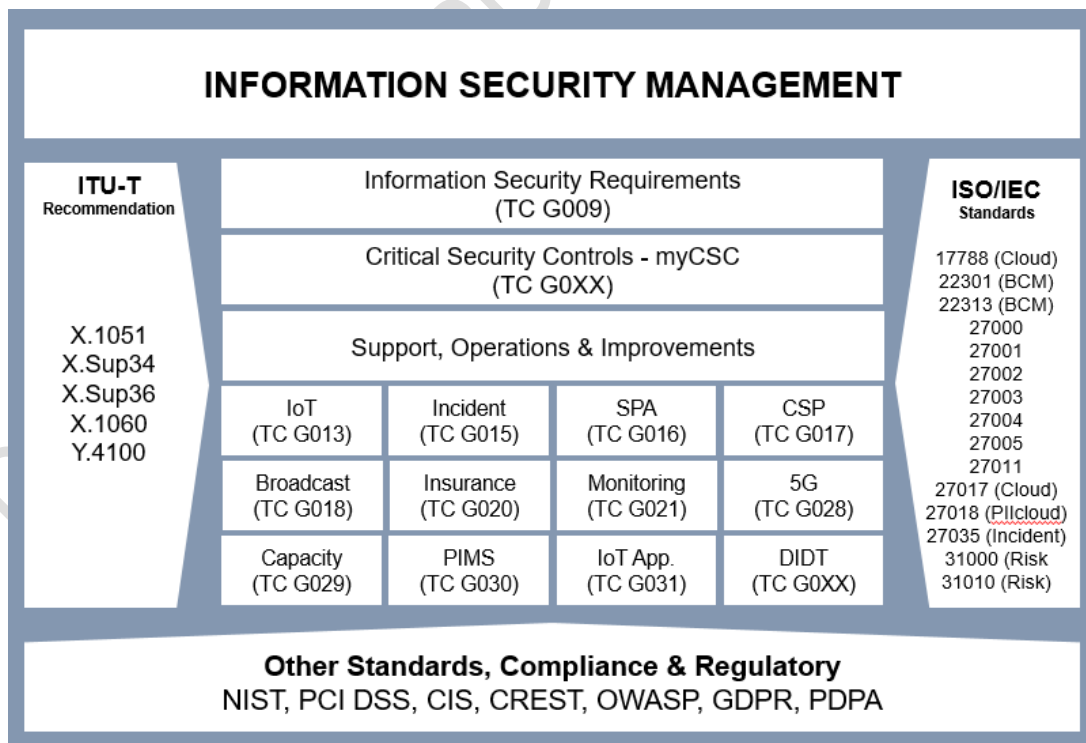 INFORMATION SECURITY MANAGEMENT
ITU-T
Recommendation
X.1051
X.Sup34
X.Sup36
X.1060
Y.4100
Information Security Requirements
(TC G009)
Critical Security Controls - myCSC
(TC G0XX)
Support, Operations & Improvements
IoT
(TC G013)
Incident
(TC G015)
SPA
(TC G016)
CSP
(TC G017)
Broadcast
(TC G018)
Insurance
(TC G020)
Monitoring
(TC G021)
5G
(TC G028)
Capacity
(TC G029)
PIMS
(TC G030)
IoT App.
(TC G031)
DIDT
(TC G0XX)
ISO/IEC
Standards
17788 (Cloud)
22301 (BCM)
22313 (BCM)
27000
27001
27002
27003
27004
27005
27011
27017 (Cloud)
27018 (PIIcloud)
27035 (Incident)
31000 (Risk
31010 (Risk)
Other Standards, Compliance & Regulatory
NIST, PCI DSS, CIS, CREST, OWASP, GDPR, PDPA